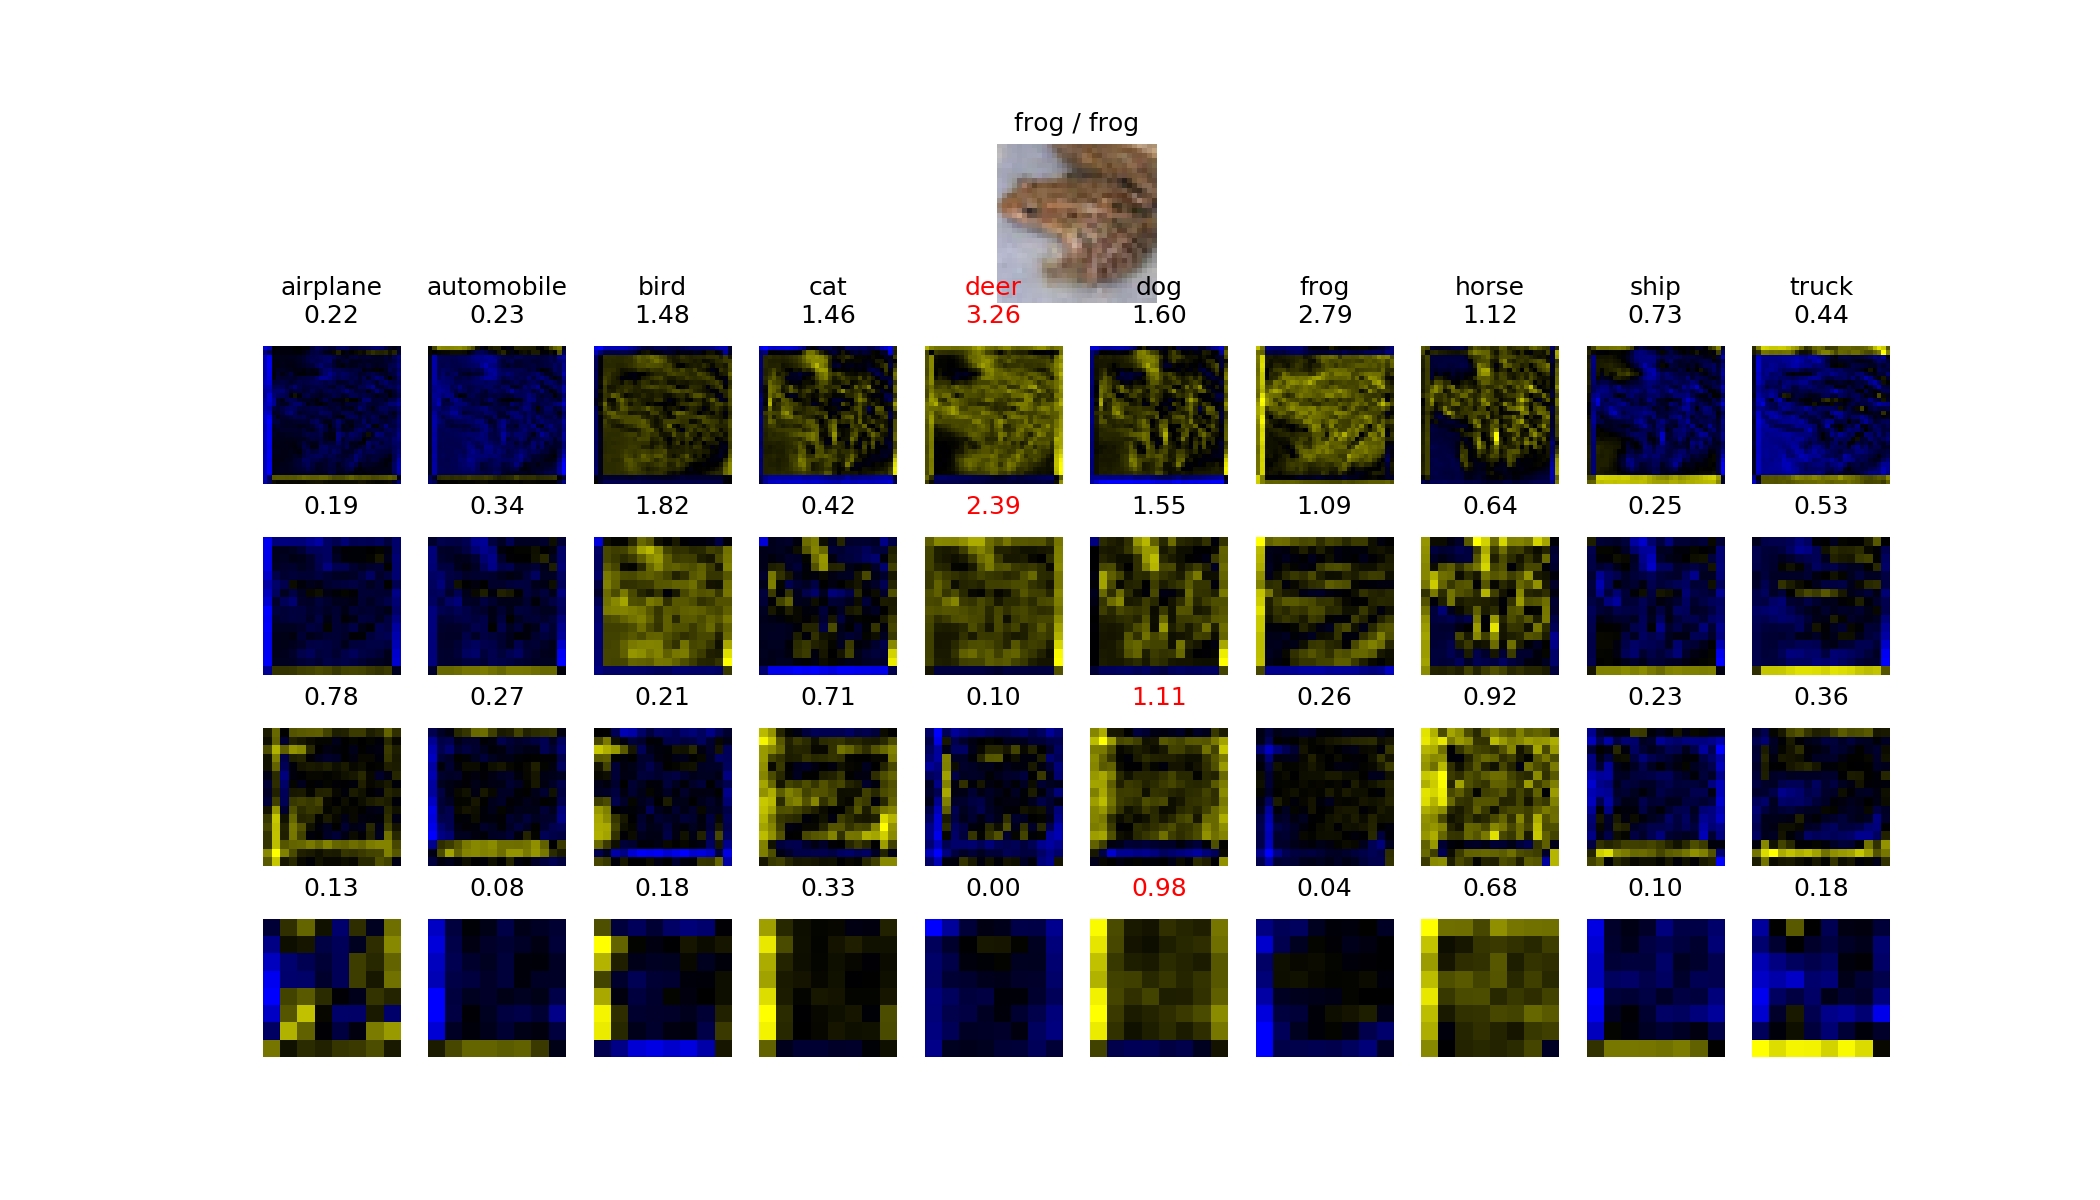 frog / frog
airplane automobile bird cat deer dog frog horse ship truck
0.22 0.23 1.48 1.46 3.26 1.60 2.79 1.12 0.73 0.44
0.19 0.34 1.82 0.42 2.39 1.55 1.09 0.64 0.25 0.53
0.78 0.27 0.21 0.71 0.10 1.11 0.26 0.92 0.23 0.36
0.13 0.08 0.18 0.33 0.00 0.98 0.04 0.68 0.10 0.18